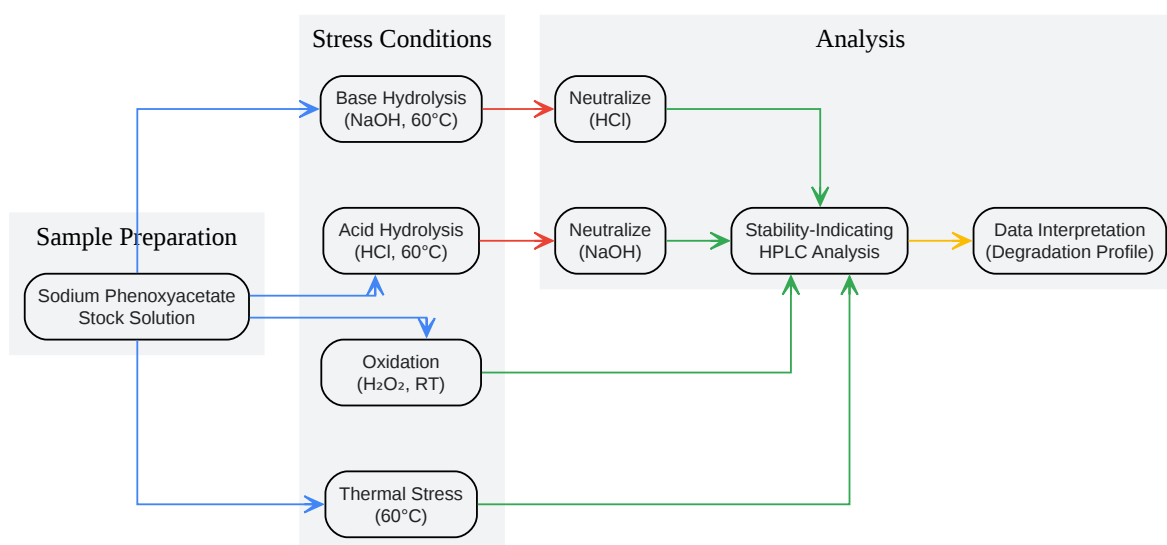 Stress Conditions
Analysis
Base Hydrolysis
(NaOH, 60°C)
Neutralize
(HCl)
Sample Preparation
Acid Hydrolysis
(HCl, 60°C)
Neutralize
(NaOH)
Stability-Indicating
HPLC Analysis
Data Interpretation
(Degradation Profile)
Sodium Phenoxyacetate
Stock Solution
Oxidation
(H₂O₂, RT)
Thermal Stress
(60°C)